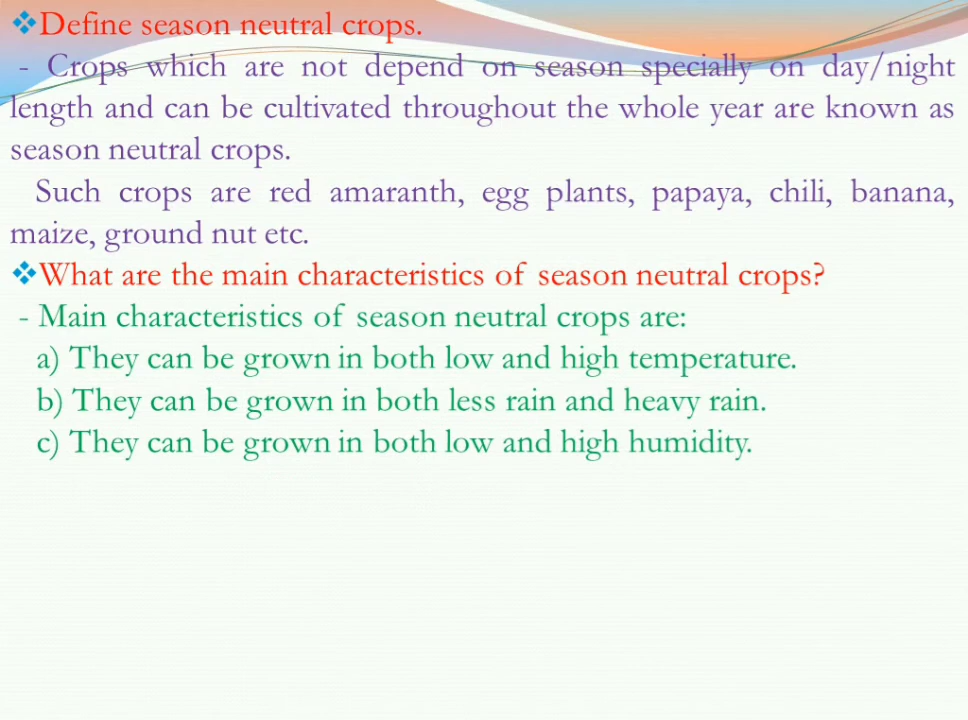 ❖Define season neutral crops.
- Crops which are not depend on season specially on day/night
length and can be cultivated throughout the whole year are known as
season neutral crops.
Such crops are red amaranth, egg plants, papaya, chili, banana,
maize, ground nut etc.
❖What are the main characteristics of season neutral crops?
- Main characteristics of season neutral crops are:
a) They can be grown in both low and high temperature.
b) They can be grown in both less rain and heavy rain.
c) They can be grown in both low and high humidity.